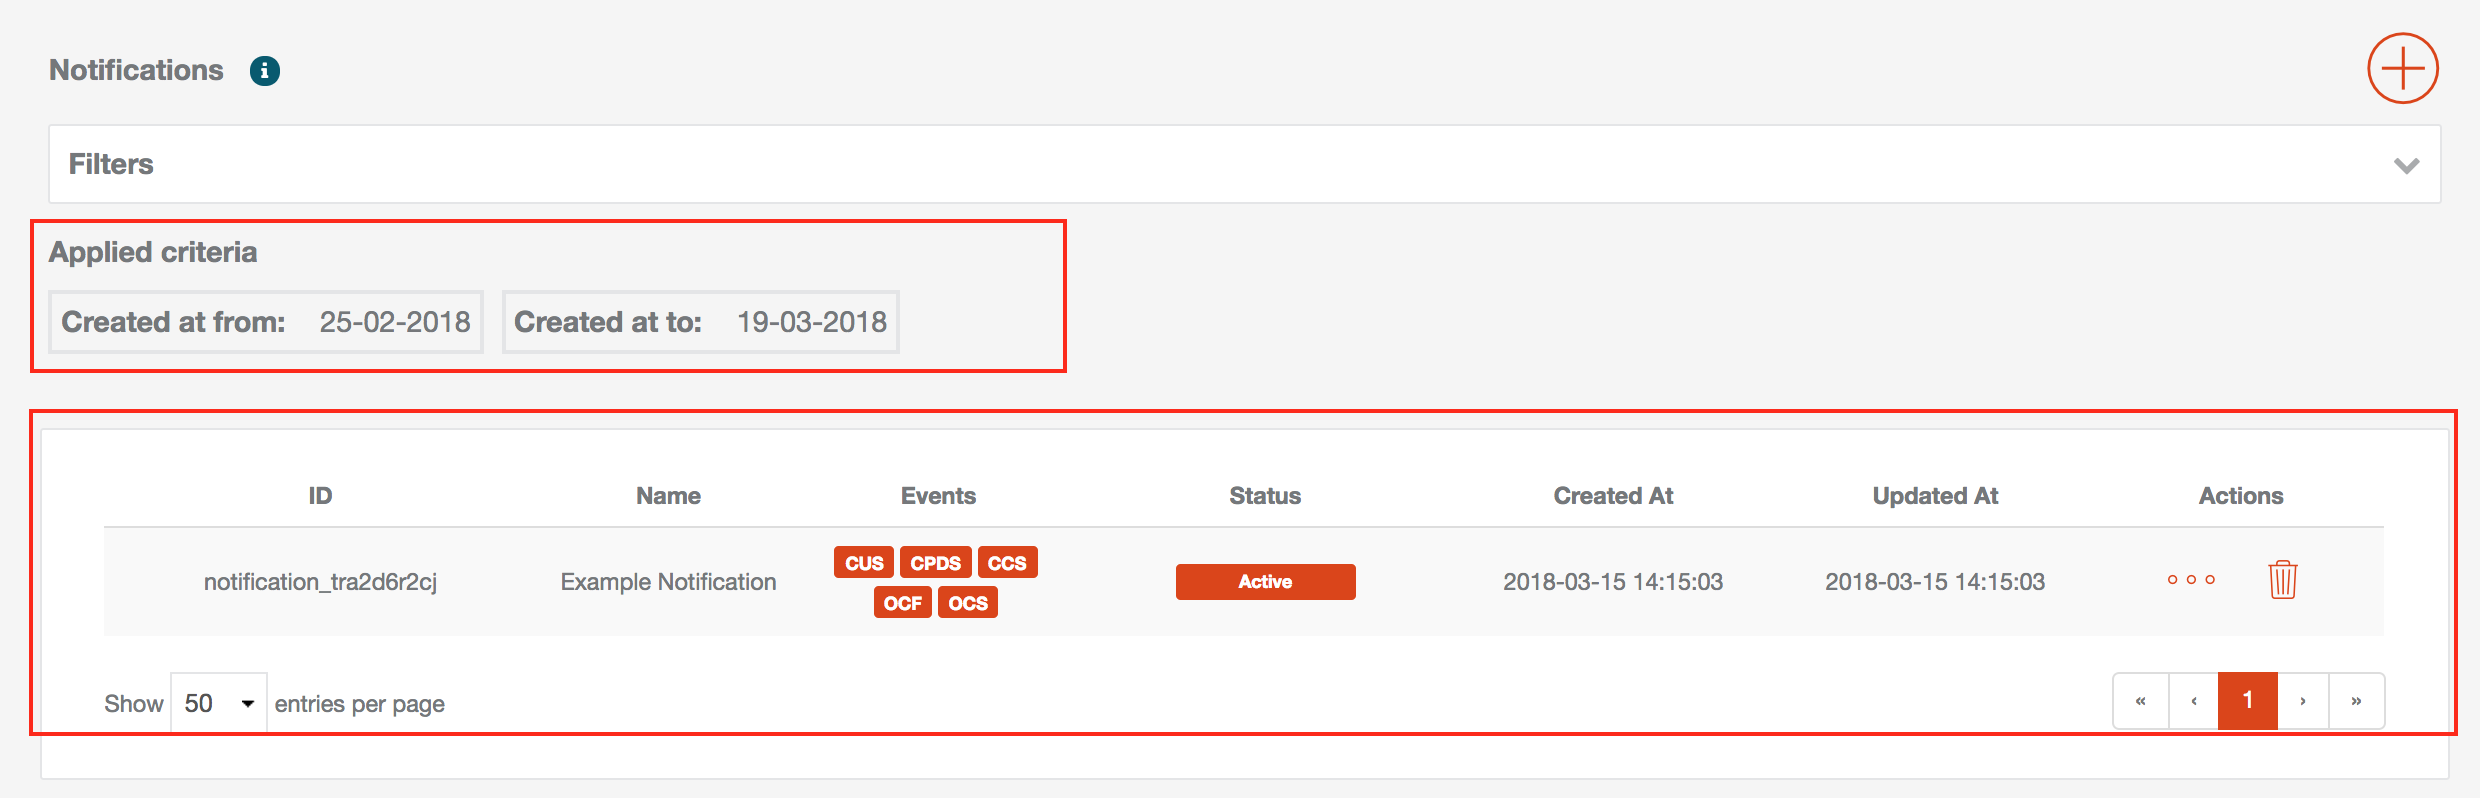 Notifications
Filters
Applied criteria
Created at from: 25-02-2018 Created at to: 19-03-2018
ID Name Events Status Created At Updated At Actions
CUS CPDS CCS
notification_tra2d6r2cj Example Notification Active 2018-03-15 14:15:03 2018-03-15 14:15:03
OCF OCS
Show 50 entries per page « ‹ 1 › »